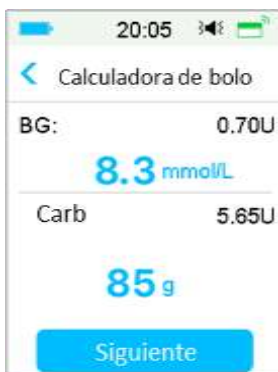 20:05
Calculadora de bolo
BG: 0.70U
8.3 mmol/L
Carb 5.65U
85 g
Siguiente